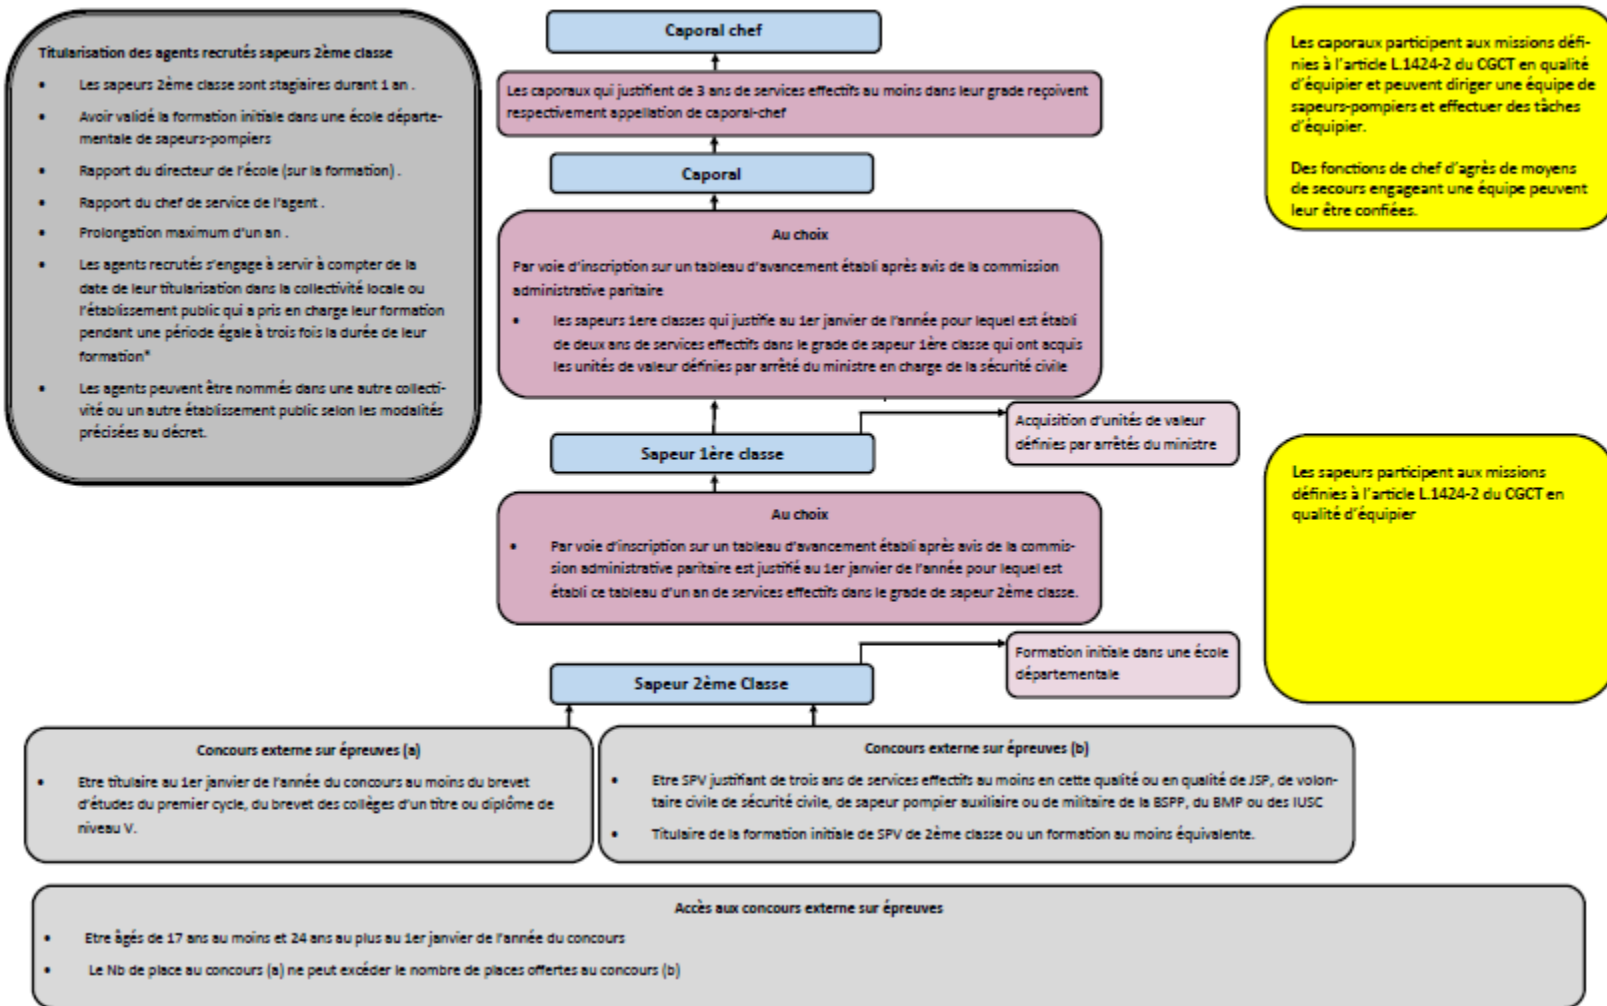 Titularisation des agents recrutés sapeurs 2ème classe
• Les sapeurs 2ème classe sont stagiaires durant 1 an .
• Avoir validé la formation initiale dans une école départe-
mentale de sapeurs-pompiers
• Rapport du directeur de l'école (sur la formation) .
• Rapport du chef de service de l'agent .
• Prolongation maximum d'un an .
• Les agents recrutés s'engage à servir à compter de la
date de leur titularisation dans la collectivité locale ou
l'établissement public qui a pris en charge leur formation
pendant une période égale à trois fois la durée de leur
formation*
• Les agents peuvent être nommés dans une autre collecti-
vité ou un autre établissement public selon les modalités
précisées au décret.
Caporal chef
Les caporaux qui justifient de 3 ans de services effectifs au moins dans leur grade reçoivent
respectivement appellation de caporal-chef
Caporal
Au choix
Par voie d'inscription sur un tableau d'avancement établi après avis de la commission
administrative paritaire
• les sapeurs 1ere classes qui justifie au 1er janvier de l'année pour lequel est établi
de deux ans de services effectifs dans le grade de sapeur 1ère classe qui ont acquis
les unités de valeur définies par arrêté du ministre en charge de la sécurité civile
Acquisition d'unités de valeur
définies par arrêtés du ministre
Sapeur 1ère classe
Au choix
• Par voie d'inscription sur un tableau d'avancement établi après avis de la commis-
sion administrative paritaire est justifié au 1er janvier de l'année pour lequel est
établi ce tableau d'un an de services effectifs dans le grade de sapeur 2ème classe.
Formation initiale dans une école
départementale
Sapeur 2ème Classe
Les caporaux participent aux missions défi-
nies à l'article L.1424-2 du CGCT en qualité
d'équipier et peuvent diriger une équipe de
sapeurs-pompiers et effectuer des tâches
d'équipier.
Des fonctions de chef d'agrès de moyens
de secours engageant une équipe peuvent
leur être confiées.
Les sapeurs participent aux missions
définies à l'article L.1424-2 du CGCT en
qualité d'équipier
Concours externe sur épreuves (a)
• Etre titulaire au 1er janvier de l'année du concours au moins du brevet
d'études du premier cycle, du brevet des collèges d'un titre ou diplôme de
niveau V.
Concours externe sur épreuves (b)
• Etre SPV justifiant de trois ans de services effectifs au moins en cette qualité ou en qualité de JSP, de volon-
taire civile de sécurité civile, de sapeur pompier auxiliaire ou de militaire de la BSPP, du BMP ou des IUSC
• Titulaire de la formation initiale de SPV de 2ème classe ou un formation au moins équivalente.
Accès aux concours externe sur épreuves
• Etre âgés de 17 ans au moins et 24 ans au plus au 1er janvier de l'année du concours
• Le Nb de place au concours (a) ne peut excéder le nombre de places offertes au concours (b)